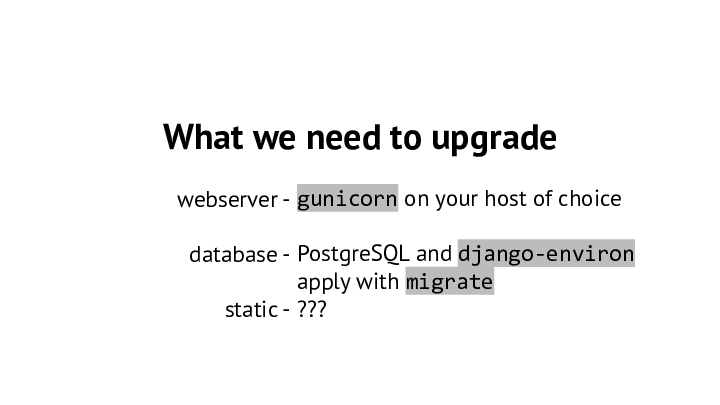 What we need to upgrade
webserver - gunicorn on your host of choice
database - PostgreSQL and django-environ
apply with migrate
static - ???